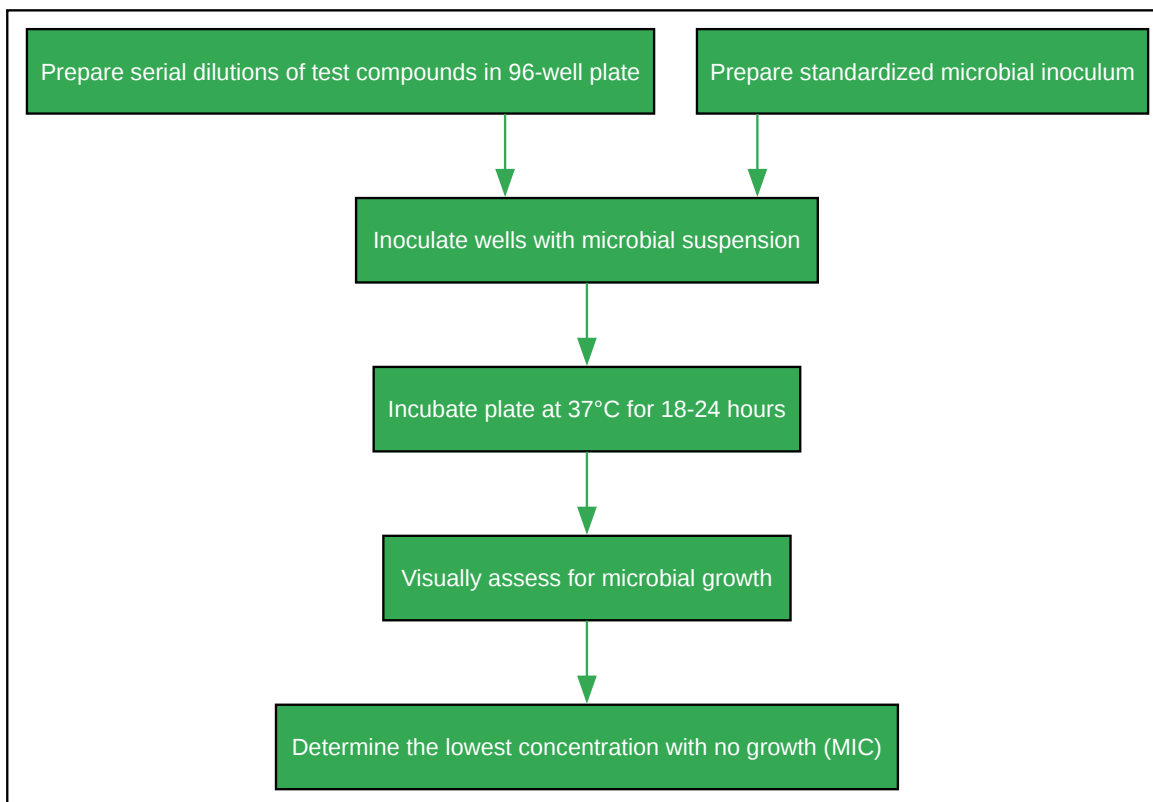 Prepare serial dilutions of test compounds in 96-well plate
Prepare standardized microbial inoculum
Inoculate wells with microbial suspension
Incubate plate at 37°C for 18-24 hours
Visually assess for microbial growth
Determine the lowest concentration with no growth (MIC)